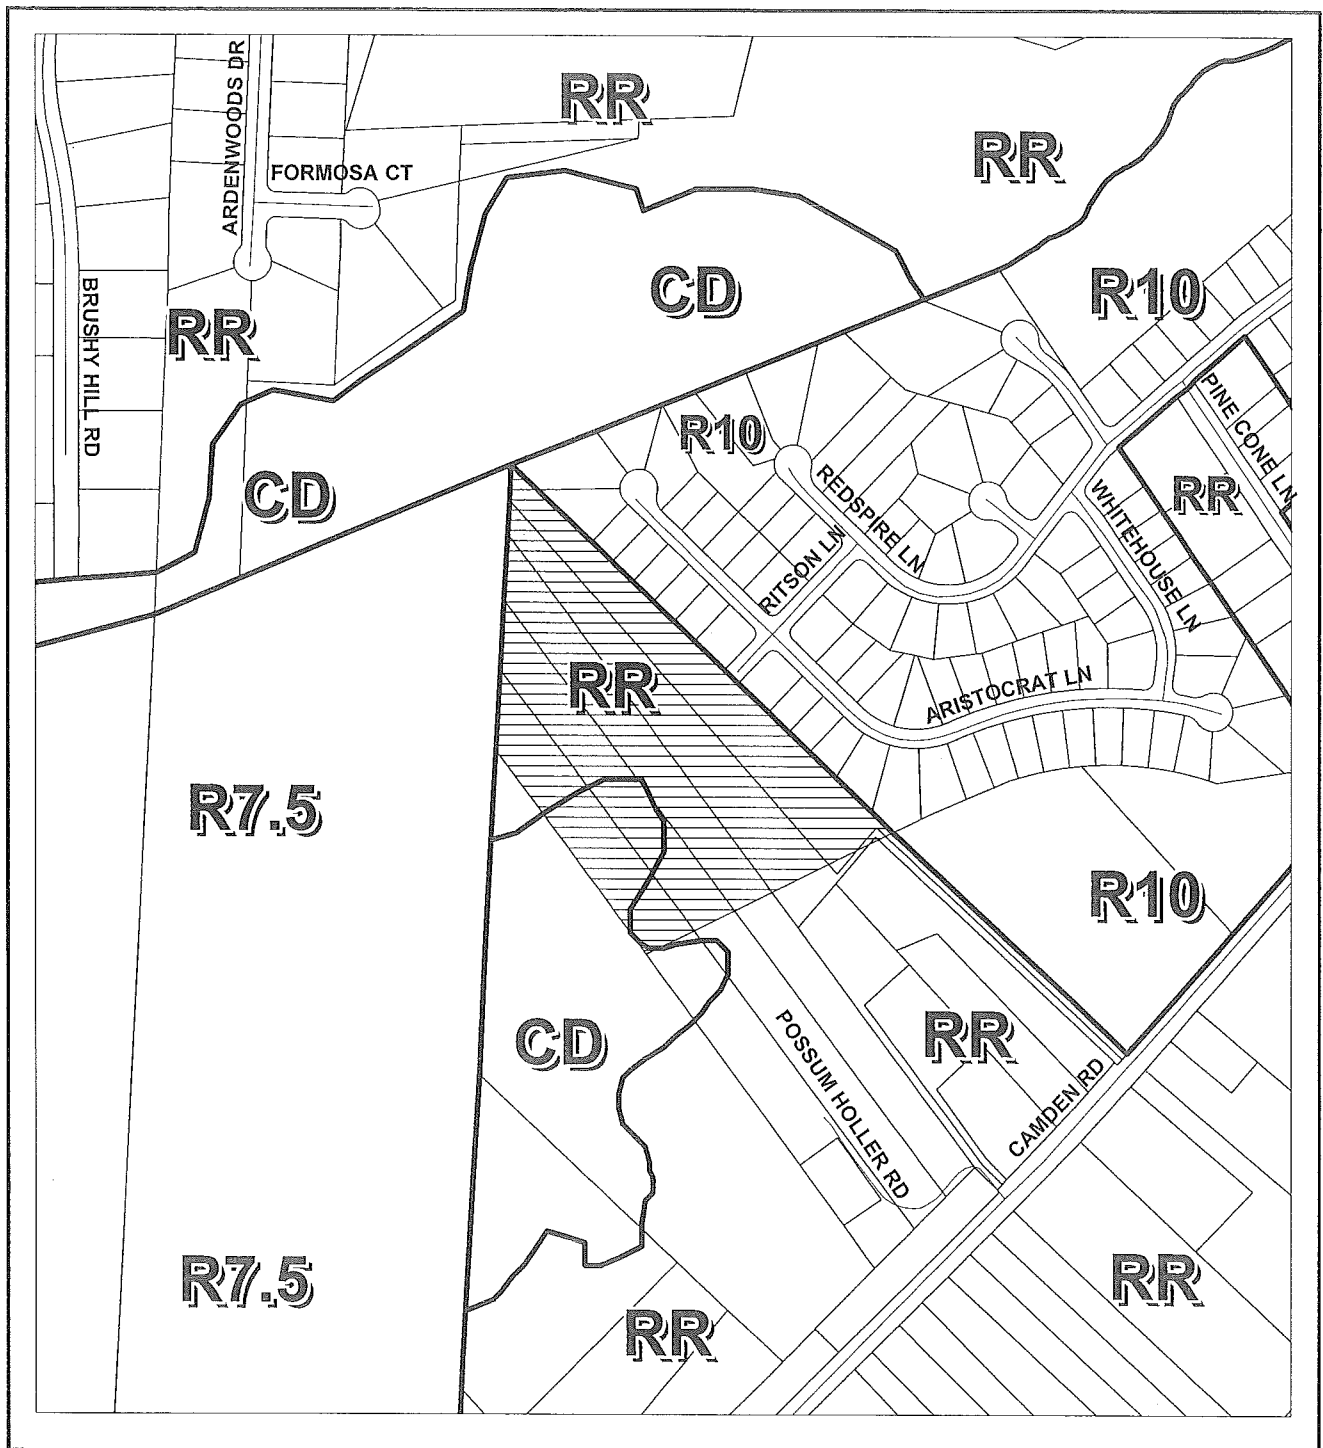 RR
ARDENWOODS DR
RR
FORMOSA CT
CD
R10
BRUSHY HILL RD
RR
PINE CONE LN
R10
REDSPIRE LN
WHITEHOUSE LN
RR
CD
RITSON LN
RR
ARISTOCRAT LN
R7.5
R10
CD
RR
POSSUM HOLLER RD
CAMDEN RD
R7.5
RR
RR